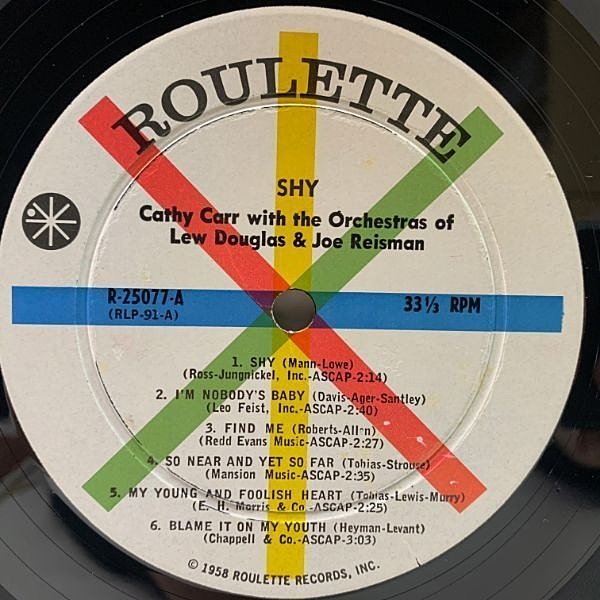 ROULETTE
SHY
Cathy Carr with the Orchestras of
Lew Douglas & Joe Reisman
R-25077-A
(RLP-91-A)
33 1/3 RPM
1. SHY (Mann-Lowe)
(Ross-Jungnickel, Inc.-ASCAP-2:14)
2. I'M NOBODY'S BABY (Davis-Ager-Santley)
(Leo Feist, Inc.-ASCAP-2:40)
3. FIND ME (Roberts-Allen)
(Redd Evans Music-ASCAP-2:27)
4. SO NEAR AND YET SO FAR (Tobias-Strouse)
(Mansion Music-ASCAP-2:35)
5. MY YOUNG AND FOOLISH HEART (Tobias-Lewis-Murry)
(E. H. Morris & Co.-ASCAP-2:25)
6. BLAME IT ON MY YOUTH (Heyman-Levant)
(Chappell & Co.-ASCAP-3:03)
© 1958 ROULETTE RECORDS, INC.